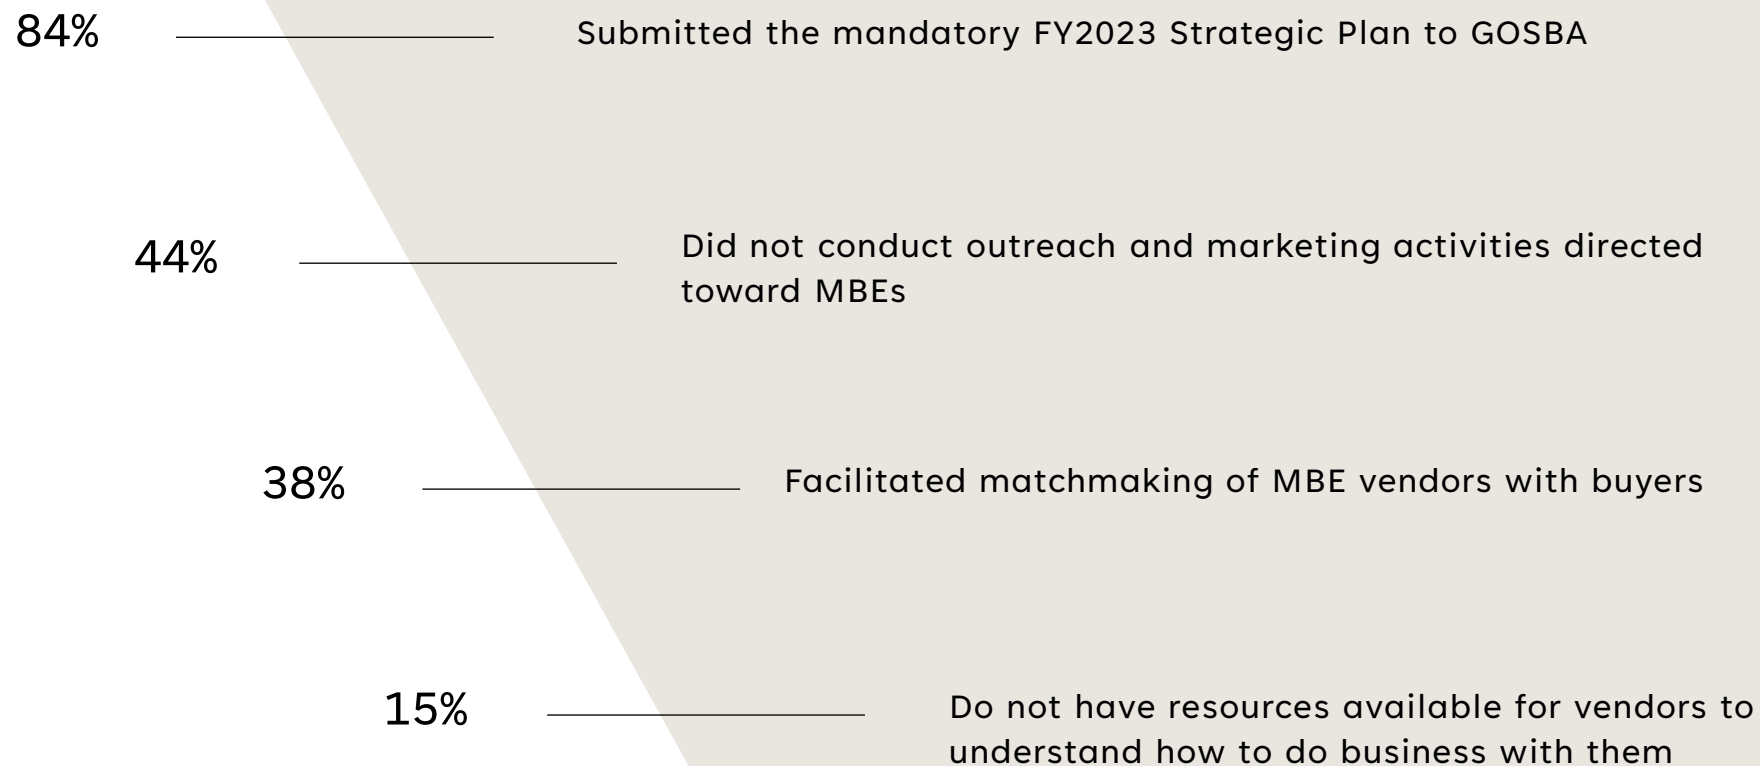 84%
Submitted the mandatory FY2023 Strategic Plan to GOSBA
44%
Did not conduct outreach and marketing activities directed
toward MBEs
38%
Facilitated matchmaking of MBE vendors with buyers
15%
Do not have resources available for vendors to
understand how to do business with them